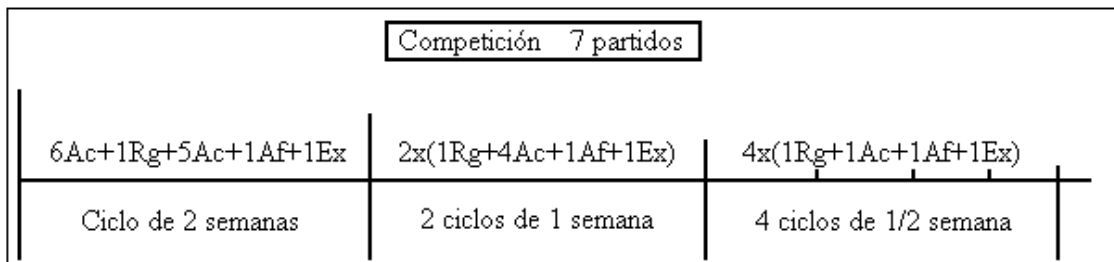 Competición 7 partidos
6Ac+1Rg+5Ac+1Af+1Ex 2x(1Rg+4Ac+1Af+1Ex) 4x(1Rg+1Ac+1Af+1Ex)
Ciclo de 2 semanas 2 ciclos de 1 semana 4 ciclos de 1/2 semana